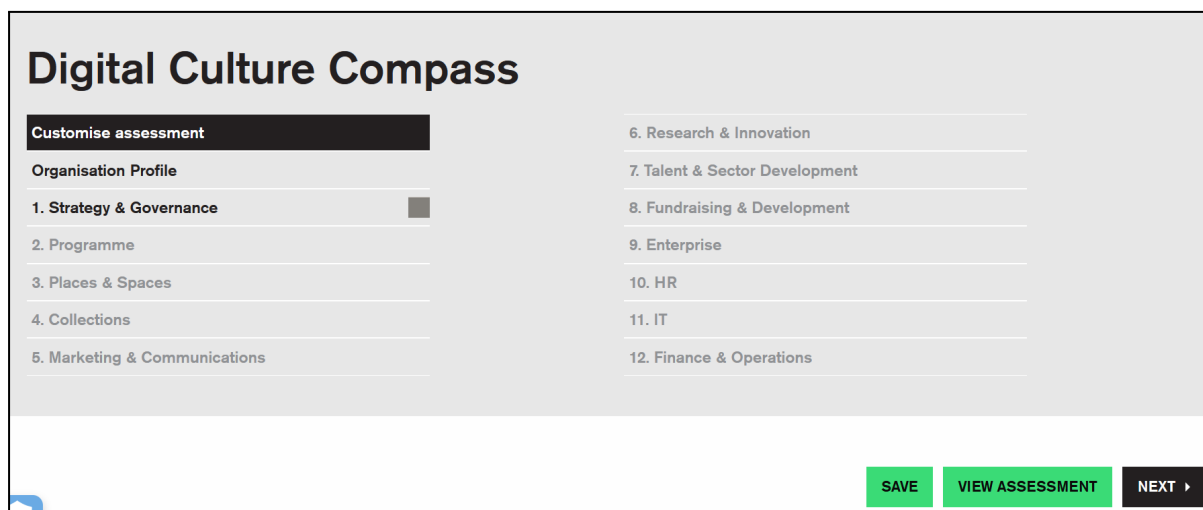 Digital Culture Compass
Customise assessment
Organisation Profile
1. Strategy & Governance
2. Programme
3. Places & Spaces
4. Collections
5. Marketing & Communications
6. Research & Innovation
7. Talent & Sector Development
8. Fundraising & Development
9. Enterprise
10. HR
11. IT
12. Finance & Operations
SAVE
VIEW ASSESSMENT
NEXT